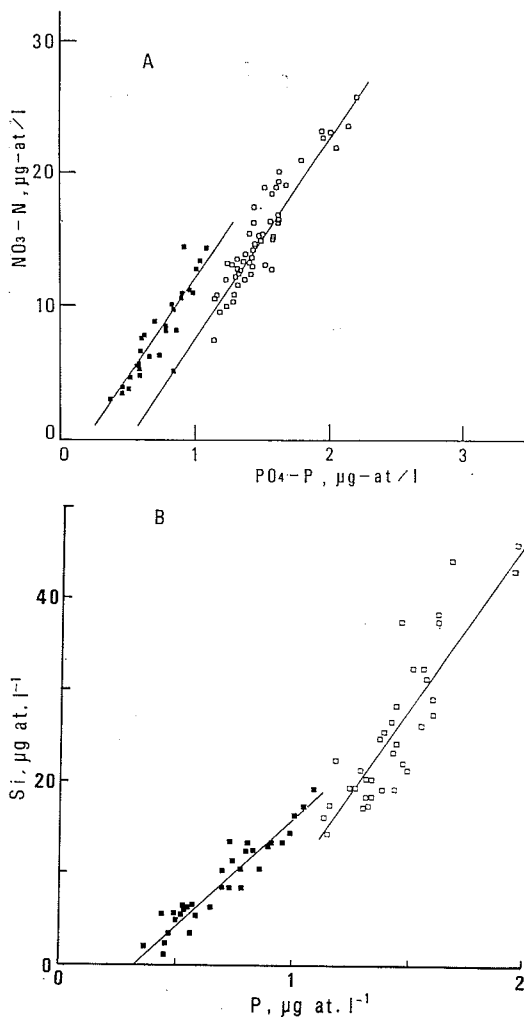 30
A
NO₃-N, µg-at/l
20
10
0
0
1
2
3
PO₄-P, µg-at/l
B
Si, µg at. l⁻¹
40
20
0
0
1
2
P, µg at. l⁻¹